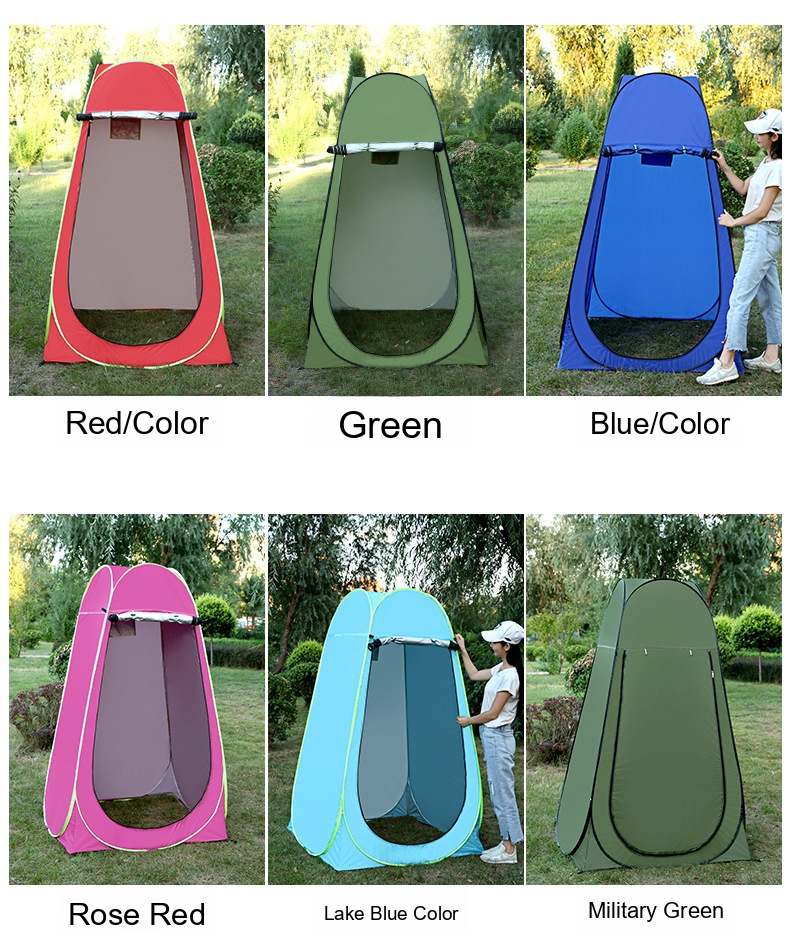 Red/Color
Green
Blue/Color
Rose Red
Lake Blue Color
Military Green